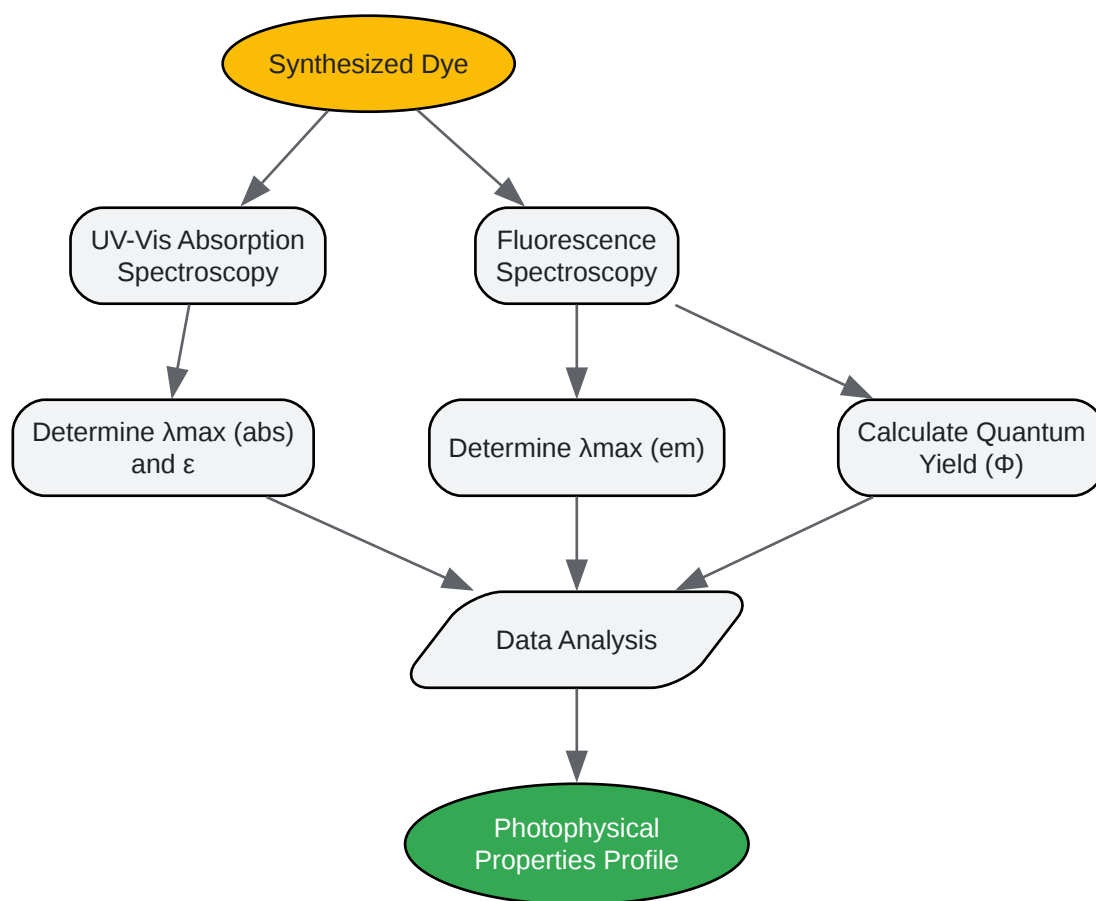 Synthesized Dye
UV-Vis Absorption
Spectroscopy
Fluorescence
Spectroscopy
Determine λmax (abs)
and ε
Determine λmax (em)
Calculate Quantum
Yield (Φ)
Data Analysis
Photophysical
Properties Profile